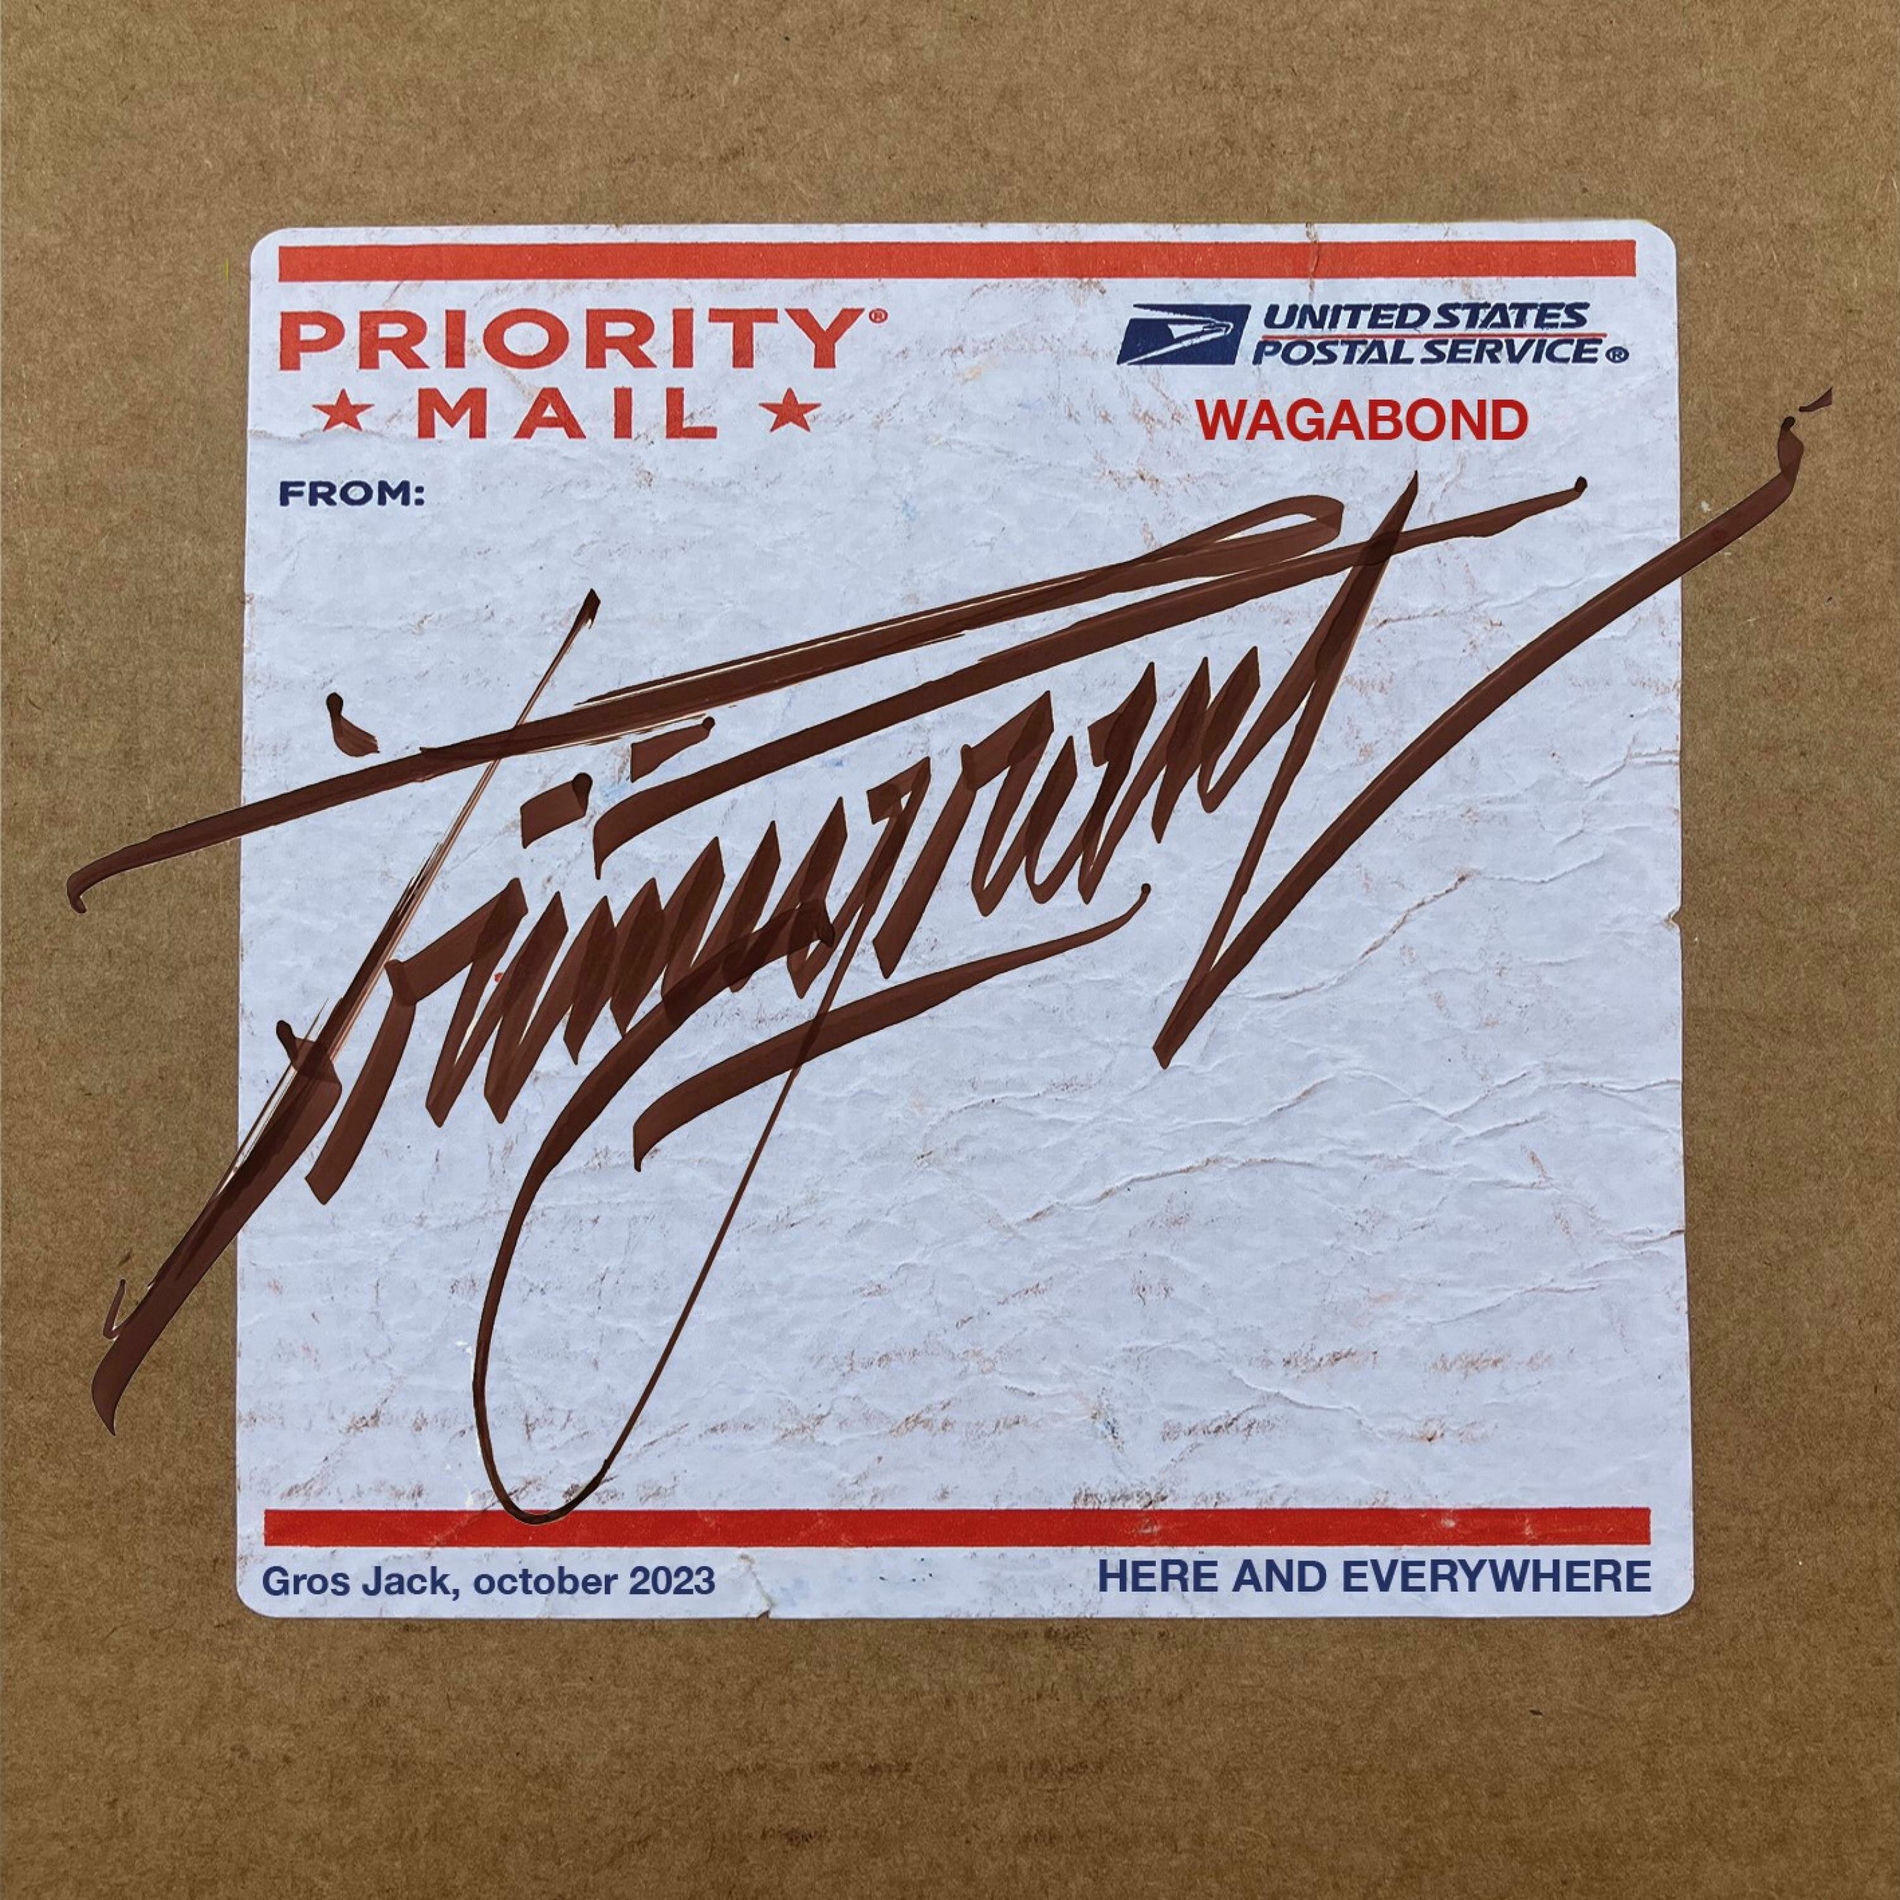 PRIORITY®
★ MAIL ★
UNITED STATES
POSTAL SERVICE®
WAGABOND
FROM:
Gros Jack, october 2023
HERE AND EVERYWHERE